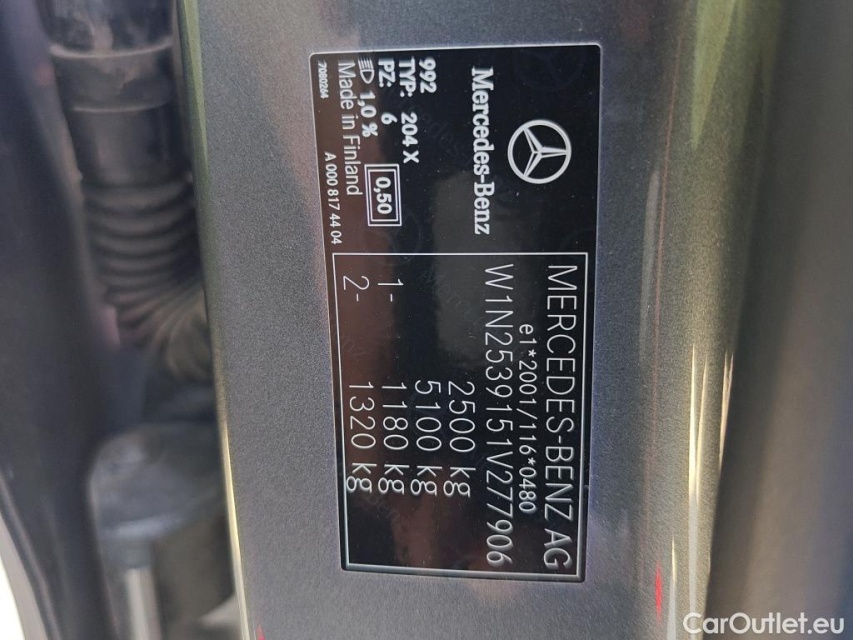 Mercedes-Benz
992
TYP: 204 X
PZ: 6
1,0 %
0,50
Made in Finland
7080264
A 000 817 44 04
MERCEDES-BENZ AG
e1*2001/116*0480
W1N2539151V277906
2500 kg
5100 kg
1- 1180 kg
2- 1320 kg
CarOutlet.eu